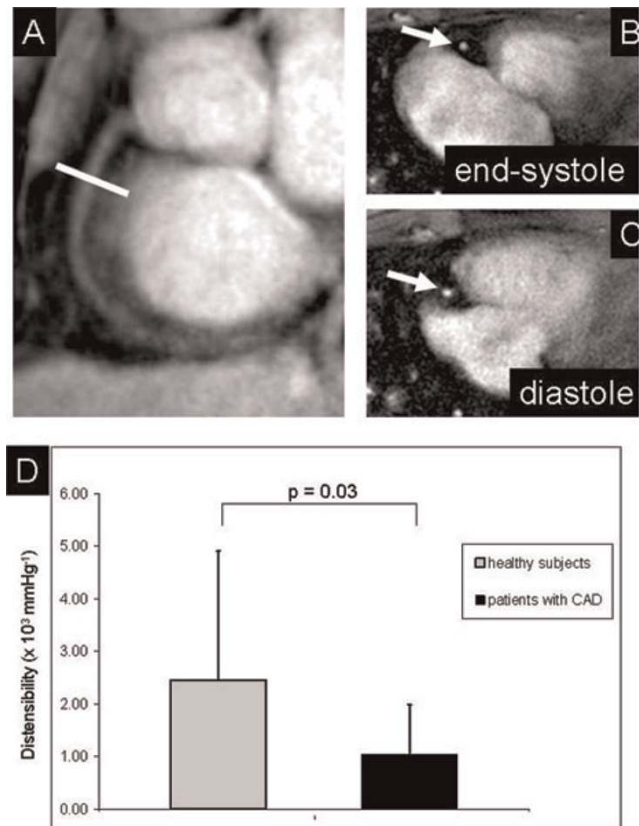 A
B
end-systole
C
diastole
D
p = 0.03
6.00
5.00
4.00
3.00
2.00
1.00
0.00
Distensibility (x 10³ mmHg⁻¹)
healthy subjects
patients with CAD